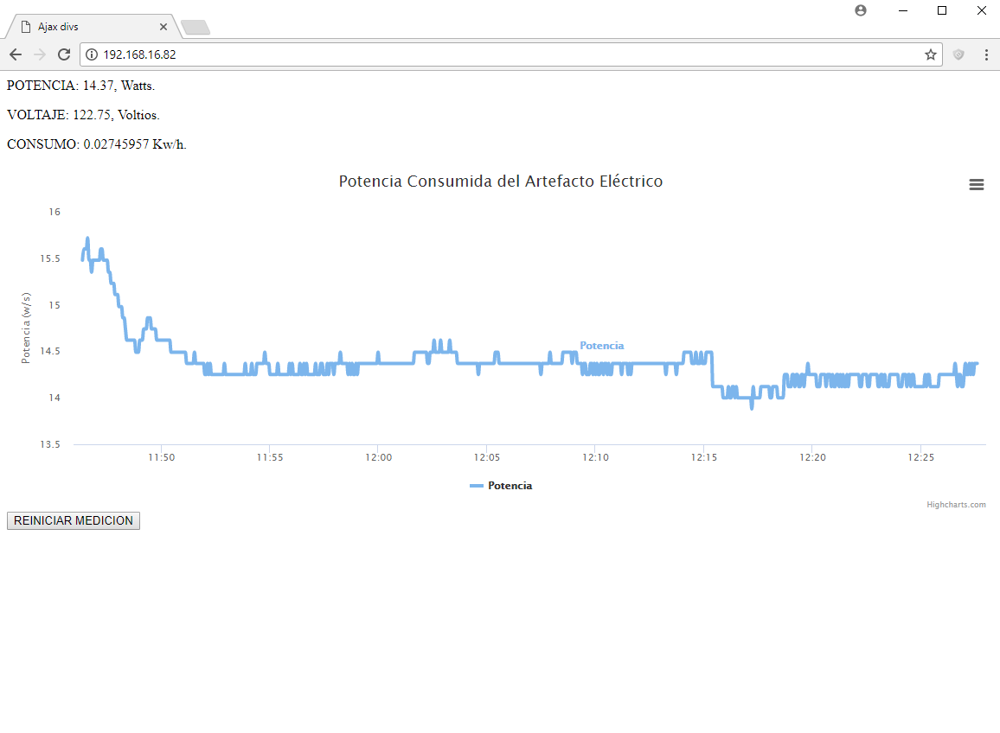 Ajax divs
192.168.16.82
POTENCIA: 14.37, Watts.
VOLTAJE: 122.75, Voltios.
CONSUMO: 0.02745957 Kw/h.
Potencia Consumida del Artefacto Eléctrico
Potencia (w/s)
16
15.5
15
14.5
14
13.5
Potencia
11:50
11:55
12:00
12:05
12:10
12:15
12:20
12:25
Potencia
Highcharts.com
REINICIAR MEDICION